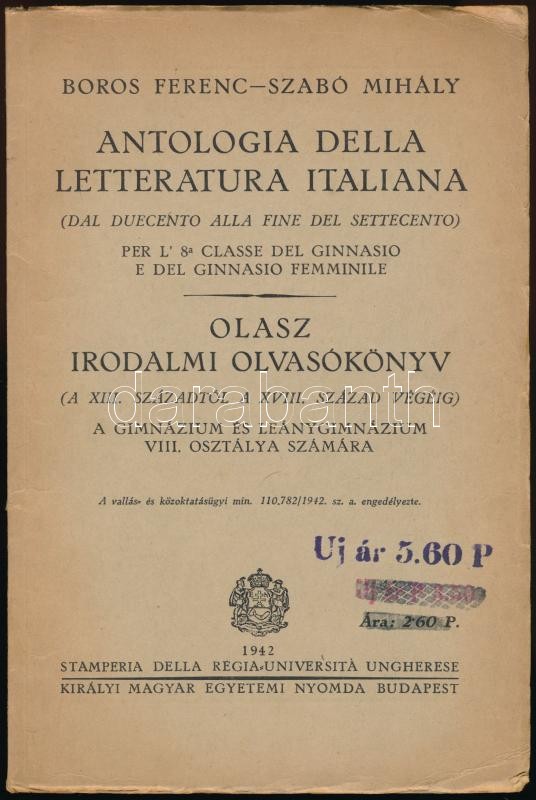 BOROS FERENC—SZABÓ MIHÁLY
ANTOLOGIA DELLA
LETTERATURA ITALIANA
(DAL DUECENTO ALLA FINE DEL SETTECENTO)
PER L' 8ª CLASSE DEL GINNASIO
E DEL GINNASIO FEMMINILE
OLASZ
IRODALMI OLVASÓKÖNYV
(A XIII. SZÁZADTÓL A XVIII. SZÁZAD VÉGÉIG)
darabanth
A GIMNÁZIUM ÉS LEÁNYGIMNÁZIUM
VIII. OSZTÁLYA SZÁMÁRA
A vallás- és közoktatásügyi min. 110.782/1942. sz. a. engedélyezte.
Uj ár 5.60 P
Ára: 2·60 P.
1942
STAMPERIA DELLA REGIA UNIVERSITÀ UNGHERESE
KIRÁLYI MAGYAR EGYETEMI NYOMDA BUDAPEST